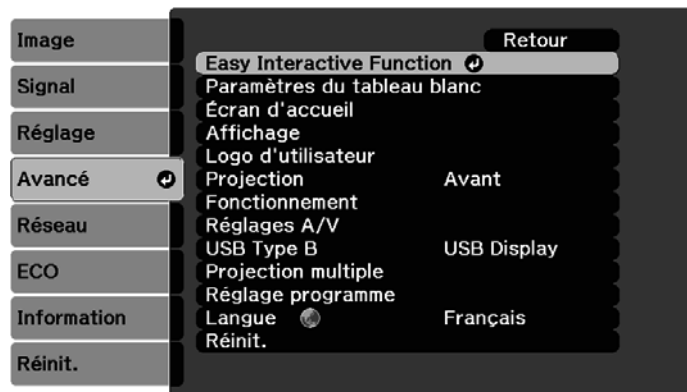 Image
Signal
Réglage
Avancé
Réseau
ECO
Information
Réinit.
Retour
Easy Interactive Function
Paramètres du tableau blanc
Écran d'accueil
Affichage
Logo d'utilisateur
Projection Avant
Fonctionnement
Réglages A/V
USB Type B USB Display
Projection multiple
Réglage programme
Langue Français
Réinit.